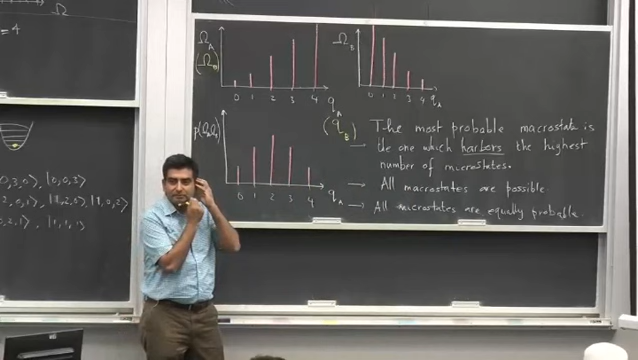 Ω
= 4
Ω_A
Ω_B
0 1 2 3 4 q_A
0 1 2 3 4 q_A
p(Ω_A Ω_B)
0 1 2 3 4 q_A
(q_B)
The most probable macrostate is
the one which harbors the highest
number of microstates.
→ All macrostates are possible
→ All microstates are equally probable.
0,3,0⟩, |0,0,3⟩
2,0,1⟩, |1,2,0⟩, |1,0,2⟩
0,2,1⟩, |1,1,1⟩